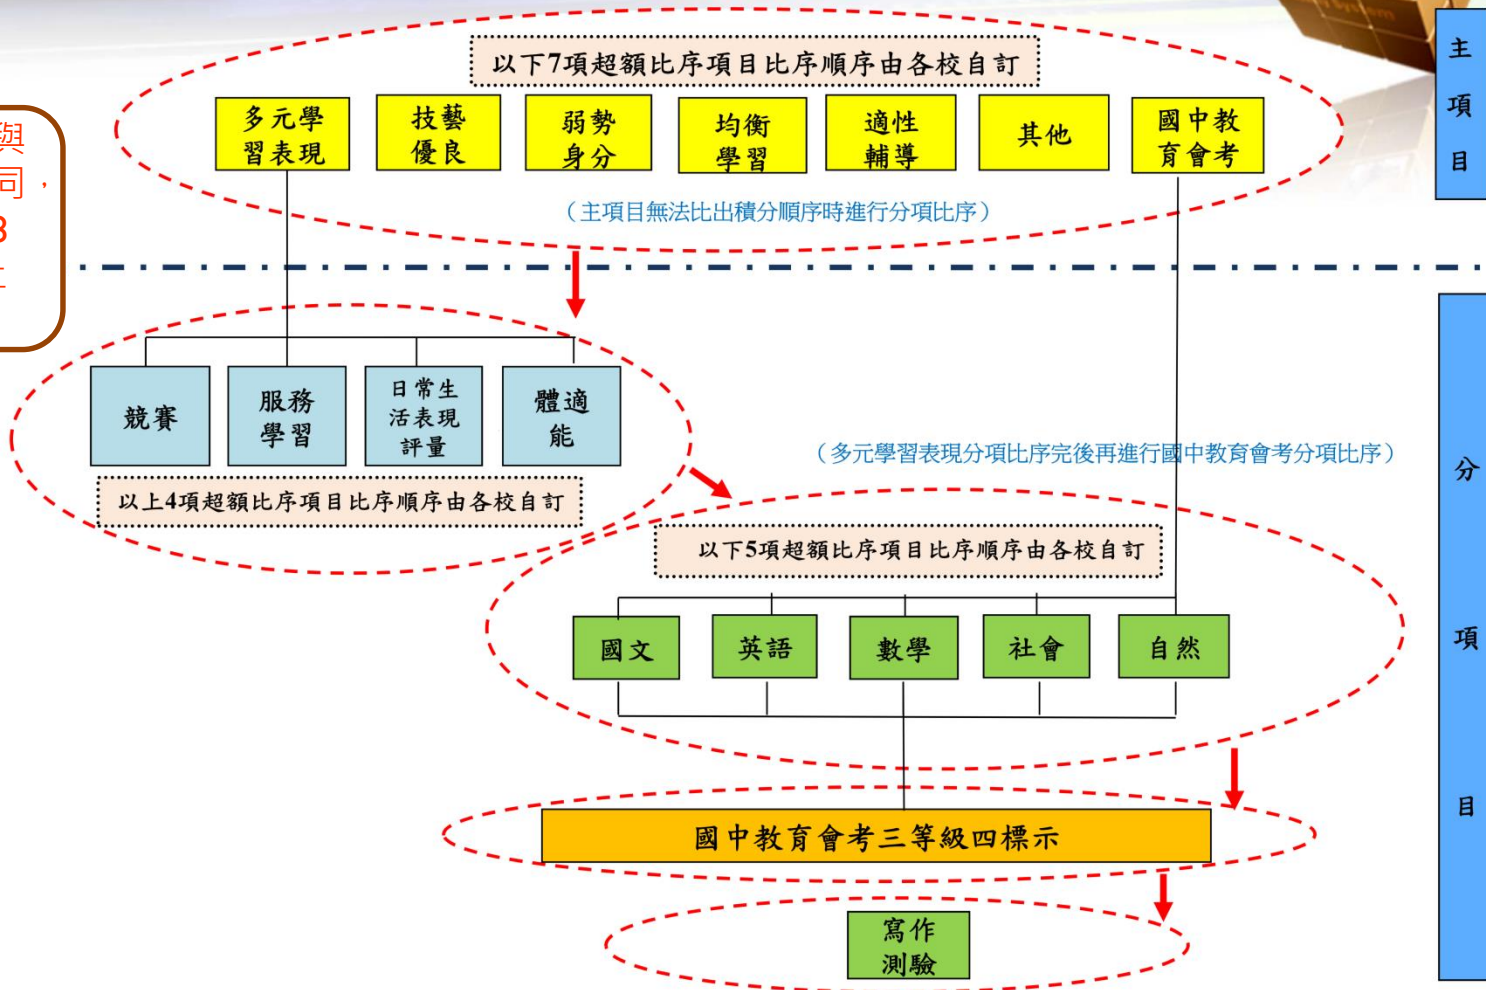 以下7項超額比序項目比序順序由各校自訂
多元學
習表現
技藝
優良
弱勢
身分
均衡
學習
適性
輔導
其他
國中教
育會考
(主項目無法比出積分順序時進行分項比序)
主
項
目
與
同,
競賽
服務
學習
日常生
活表現
評量
體適
能
以上4項超額比序項目比序順序由各校自訂
(多元學習表現分項比序完後再進行國中教育會考分項比序)
以下5項超額比序項目比序順序由各校自訂
國文
英語
數學
社會
自然
國中教育會考三等級四標示
寫作
測驗
分
項
目